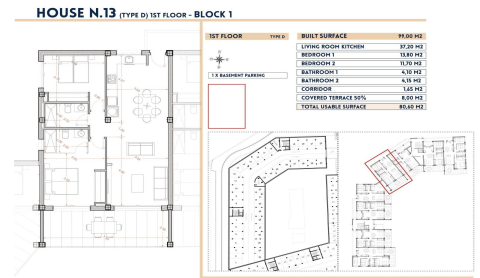 HOUSE N.13 (TYPE D) 1ST FLOOR - BLOCK 1
1ST FLOOR TYPE D
1 X BASEMENT PARKING
BUILT SURFACE 99,00 M2
LIVING ROOM KITCHEN 37,20 M2
BEDROOM 1 13,80 M2
BEDROOM 2 11,70 M2
BATHROOM 1 4,10 M2
BATHROOM 2 4,15 M2
CORRIDOR 1,65 M2
COVERED TERRACE 50% 8,00 M2
TOTAL USABLE SURFACE 80,60 M2